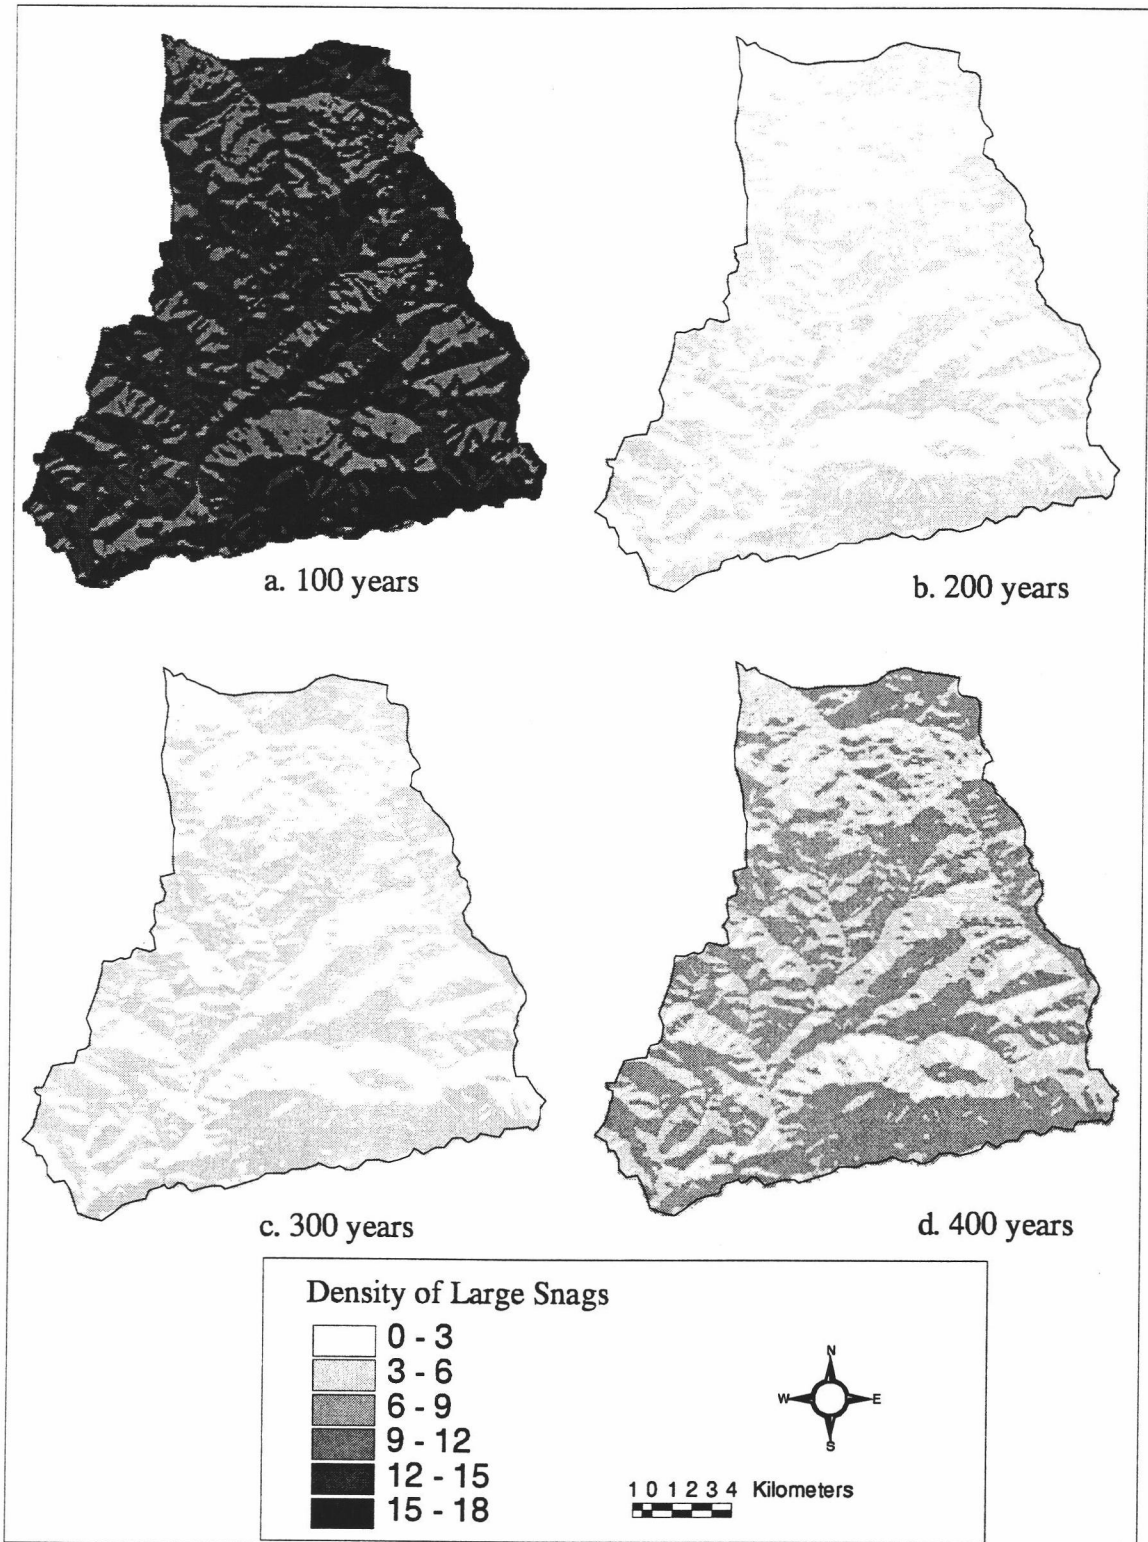 a. 100 years
b. 200 years
c. 300 years
d. 400 years
Density of Large Snags
0 - 3
3 - 6
6 - 9
9 - 12
12 - 15
15 - 18
N
W E
S
1 0 1 2 3 4 Kilometers